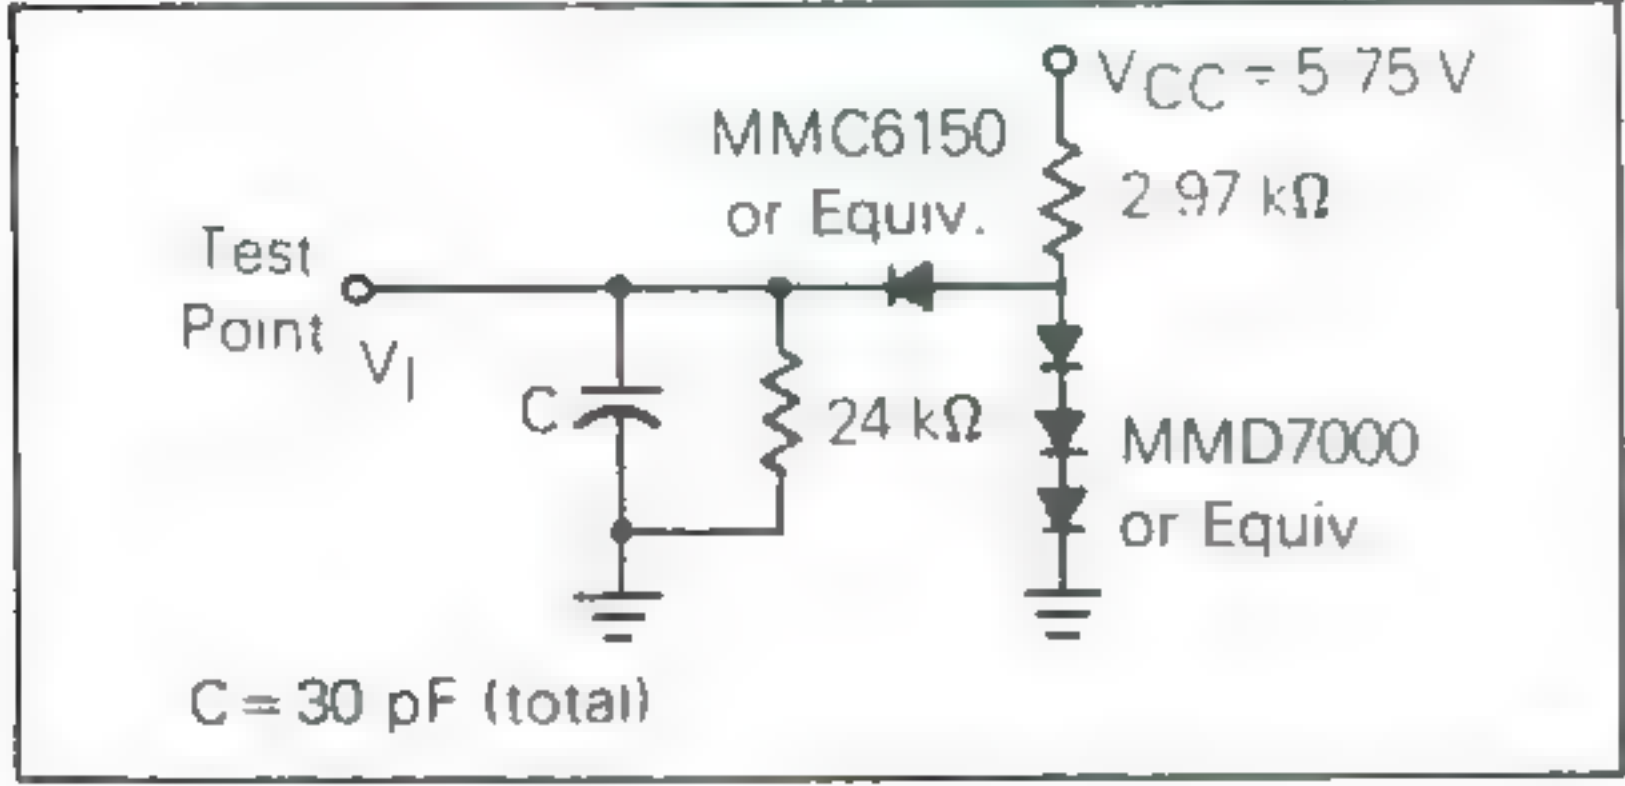 VCC = 5 75 V
MMC6150
or Equiv.
2 97 kΩ
Test
Point
VI
C
24 kΩ
MMD7000
or Equiv
C = 30 pF (total)